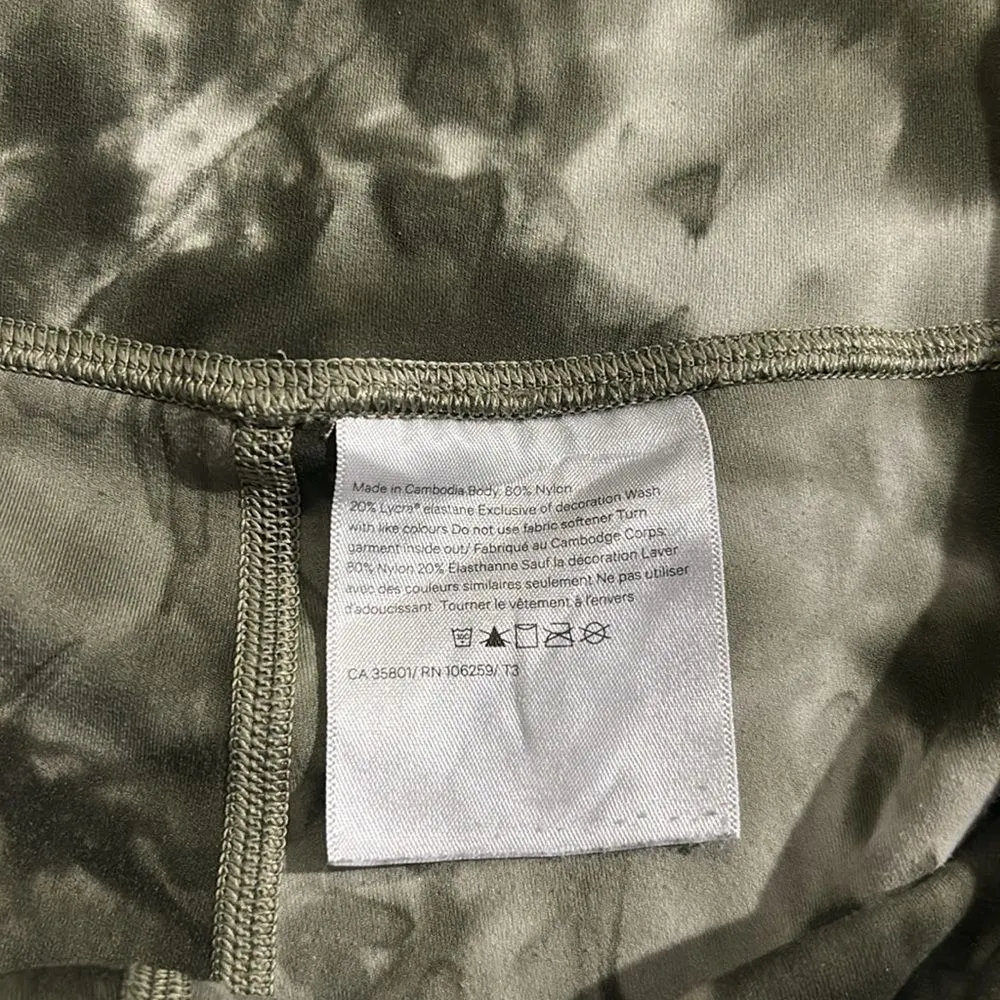 Made in Cambodia Body: 80% Nylon
20% Lycra® elastane Exclusive of decoration Wash
with like colours Do not use fabric softener Turn
garment inside out/ Fabriqué au Cambodge Corps:
80% Nylon 20% Élasthanne Sauf la décoration Laver
avec des couleurs similaires seulement Ne pas utiliser
d'adoucissant Tourner le vêtement à l'envers
CA 35801/ RN 106259/ T3